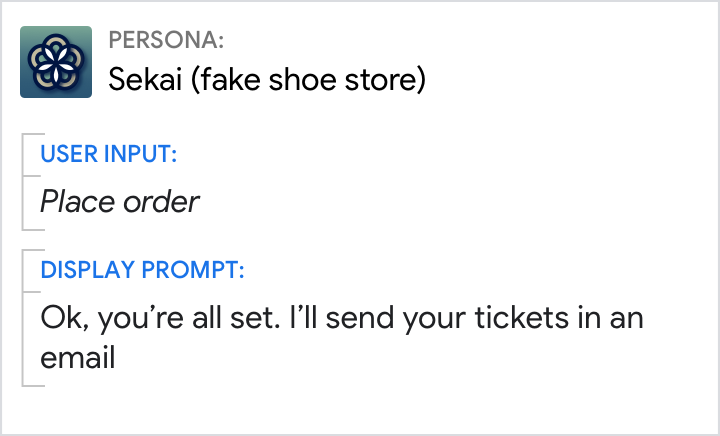 PERSONA:
Sekai (fake shoe store)
USER INPUT:
Place order
DISPLAY PROMPT:
Ok, you’re all set. I’ll send your tickets in an
email